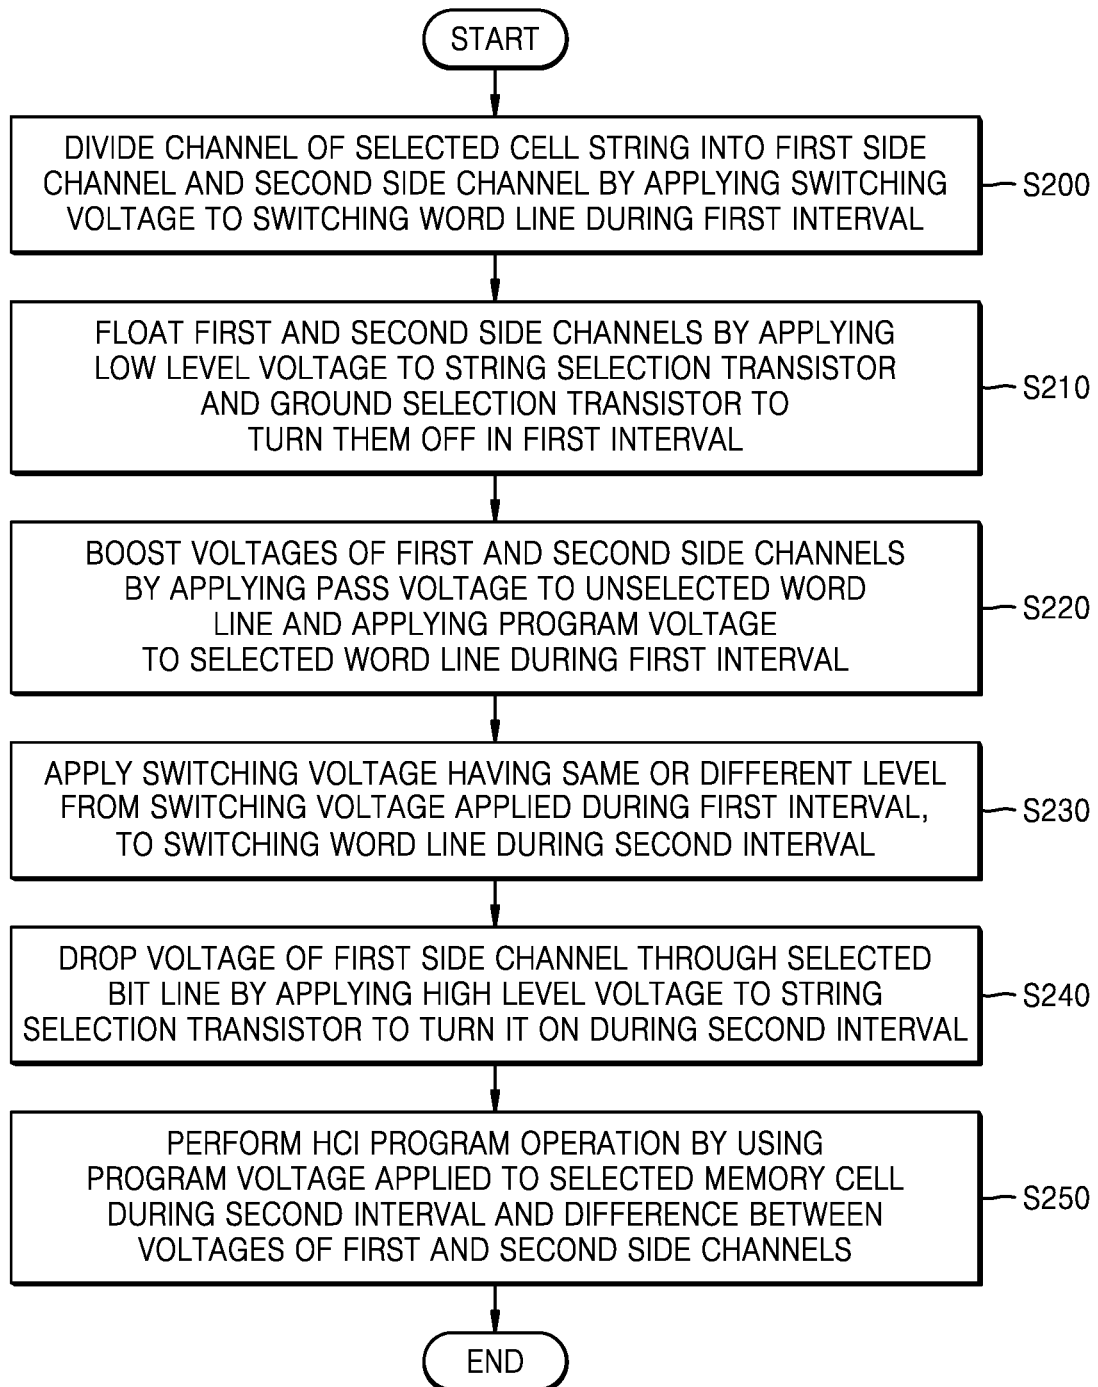 START
DIVIDE CHANNEL OF SELECTED CELL STRING INTO FIRST SIDE
CHANNEL AND SECOND SIDE CHANNEL BY APPLYING SWITCHING
VOLTAGE TO SWITCHING WORD LINE DURING FIRST INTERVAL
S200
FLOAT FIRST AND SECOND SIDE CHANNELS BY APPLYING
LOW LEVEL VOLTAGE TO STRING SELECTION TRANSISTOR
AND GROUND SELECTION TRANSISTOR TO
TURN THEM OFF IN FIRST INTERVAL
S210
BOOST VOLTAGES OF FIRST AND SECOND SIDE CHANNELS
BY APPLYING PASS VOLTAGE TO UNSELECTED WORD
LINE AND APPLYING PROGRAM VOLTAGE
TO SELECTED WORD LINE DURING FIRST INTERVAL
S220
APPLY SWITCHING VOLTAGE HAVING SAME OR DIFFERENT LEVEL
FROM SWITCHING VOLTAGE APPLIED DURING FIRST INTERVAL,
TO SWITCHING WORD LINE DURING SECOND INTERVAL
S230
DROP VOLTAGE OF FIRST SIDE CHANNEL THROUGH SELECTED
BIT LINE BY APPLYING HIGH LEVEL VOLTAGE TO STRING
SELECTION TRANSISTOR TO TURN IT ON DURING SECOND INTERVAL
S240
PERFORM HCI PROGRAM OPERATION BY USING
PROGRAM VOLTAGE APPLIED TO SELECTED MEMORY CELL
DURING SECOND INTERVAL AND DIFFERENCE BETWEEN
VOLTAGES OF FIRST AND SECOND SIDE CHANNELS
S250
END